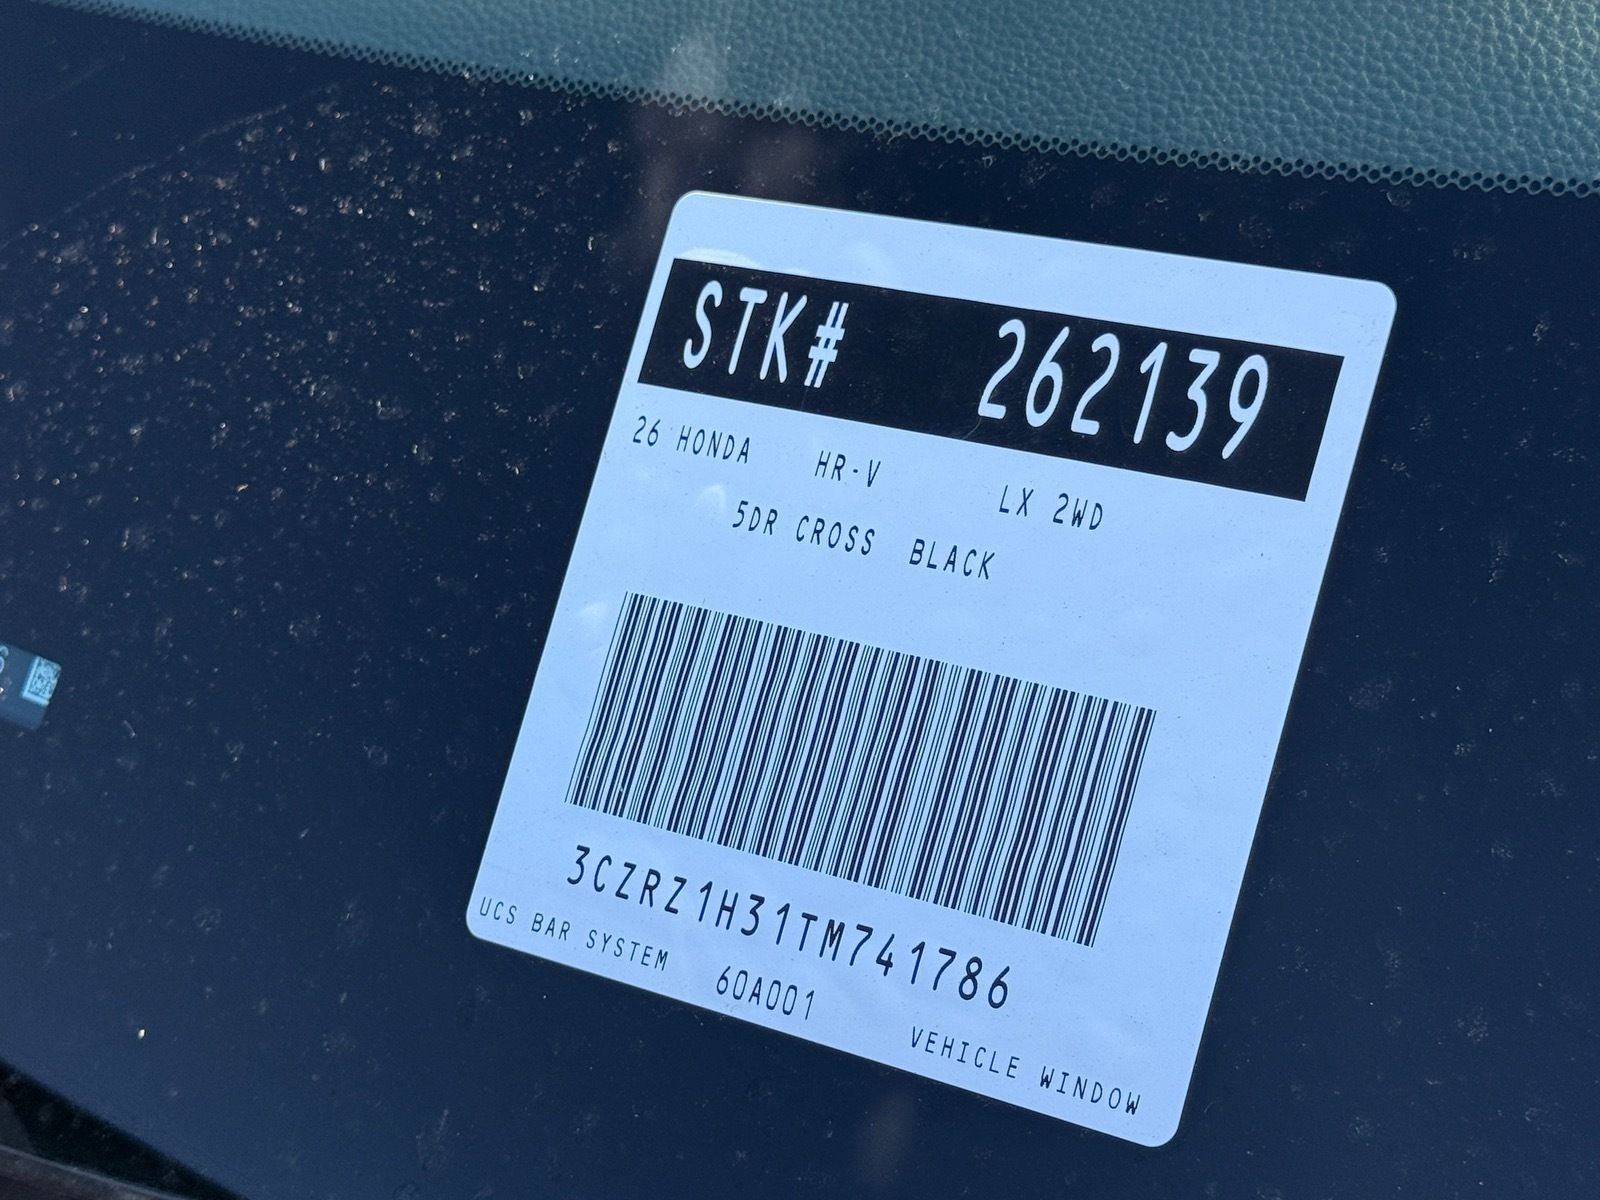 STK# 262139
26 HONDA HR-V LX 2WD
5DR CROSS BLACK
3CZRZ1H31TM741786
UCS BAR SYSTEM 60A001 VEHICLE WINDOW